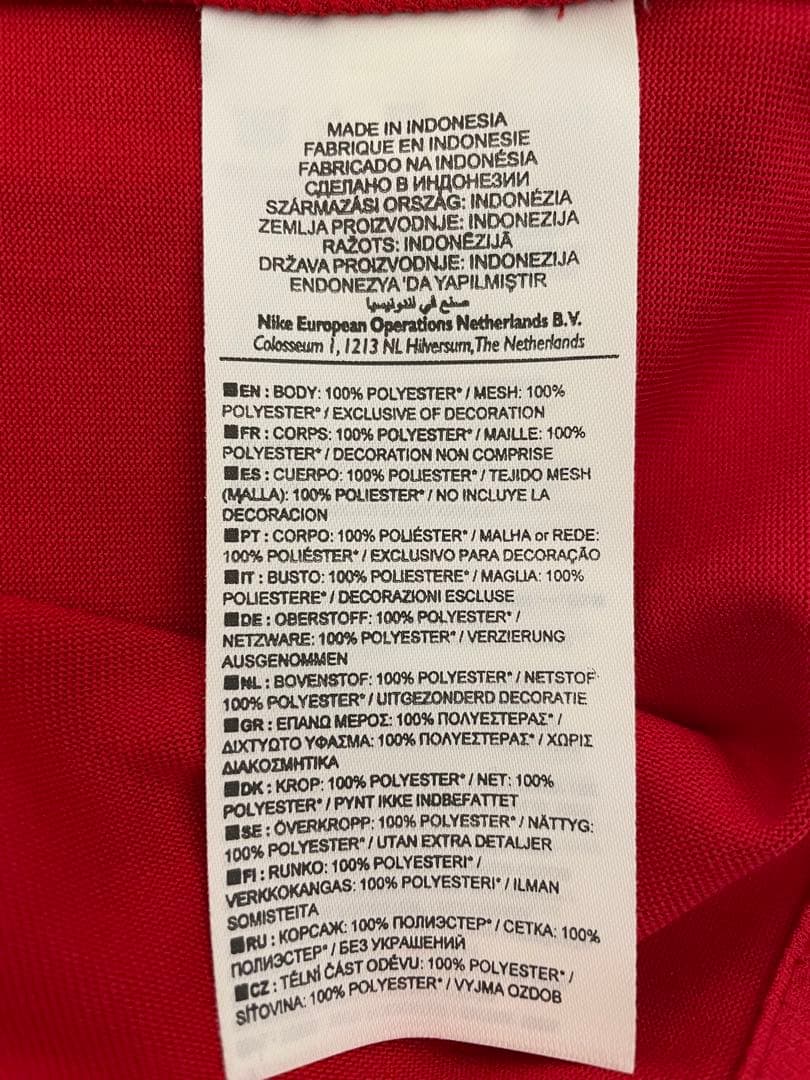 MADE IN INDONESIA
FABRIQUE EN INDONESIE
FABRICADO NA INDONÉSIA
СДЕЛАНО В ИНДОНЕЗИИ
SZÁRMAZÁSI ORSZÁG: INDONÉZIA
ZEMLJA PROIZVODNJE: INDONEZIJA
RAŽOTS: INDONĒZIJĀ
DRŽAVA PROIZVODNJE: INDONEZIJA
ENDONEZYA 'DA YAPILMIŞTIR
صنع في اندونيسيا
Nike European Operations Netherlands B.V.
Colosseum 1, 1213 NL Hilversum, The Netherlands
EN : BODY: 100% POLYESTER* / MESH: 100%
POLYESTER* / EXCLUSIVE OF DECORATION
FR : CORPS: 100% POLYESTER* / MAILLE: 100%
POLYESTER* / DECORATION NON COMPRISE
ES : CUERPO: 100% POLIESTER* / TEJIDO MESH
(MALLA): 100% POLIESTER* / NO INCLUYE LA
DECORACION
PT : CORPO: 100% POLIÉSTER* / MALHA or REDE:
100% POLIÉSTER* / EXCLUSIVO PARA DECORAÇÃO
IT : BUSTO: 100% POLIESTERE* / MAGLIA: 100%
POLIESTERE* / DECORAZIONI ESCLUSE
DE : OBERSTOFF: 100% POLYESTER* /
NETZWARE: 100% POLYESTER* / VERZIERUNG
AUSGENOMMEN
NL : BOVENSTOF: 100% POLYESTER* / NETSTOF:
100% POLYESTER* / UITGEZONDERD DECORATIE
GR : ΕΠΑΝΩ ΜΕΡΟΣ: 100% ΠΟΛΥΕΣΤΕΡΑΣ* /
ΔΙΧΤΥΩΤΟ ΥΦΑΣΜΑ: 100% ΠΟΛΥΕΣΤΕΡΑΣ* / ΧΩΡΙΣ
ΔΙΑΚΟΣΜΗΤΙΚΑ
DK : KROP: 100% POLYESTER* / NET: 100%
POLYESTER* / PYNT IKKE INDBEFATTET
SE : ÖVERKROPP: 100% POLYESTER* / NÄTTYG:
100% POLYESTER* / UTAN EXTRA DETALJER
FI : RUNKO: 100% POLYESTERI* /
VERKKOKANGAS: 100% POLYESTERI* / ILMAN
SOMISTEITA
RU : КОРСАЖ: 100% ПОЛИЭСТЕР* / СЕТКА: 100%
ПОЛИЭСТЕР* / БЕЗ УКРАШЕНИЙ
CZ : TĚLNÍ ČÁST ODĚVU: 100% POLYESTER* /
SÍŤOVINA: 100% POLYESTER* / VYJMA OZDOB